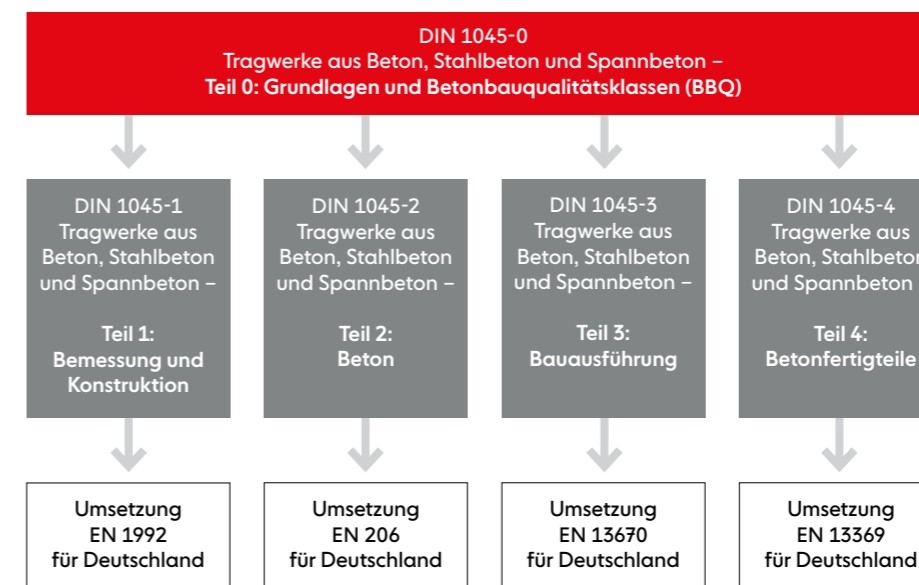 DIN 1045-0
Tragwerke aus Beton, Stahlbeton und Spannbeton –
Teil 0: Grundlagen und Betonbauqualitätsklassen (BBQ)
DIN 1045-1
Tragwerke aus
Beton, Stahlbeton
und Spannbeton –
Teil 1:
Bemessung und
Konstruktion
DIN 1045-2
Tragwerke aus
Beton, Stahlbeton
und Spannbeton –
Teil 2:
Beton
DIN 1045-3
Tragwerke aus
Beton, Stahlbeton
und Spannbeton –
Teil 3:
Bauausführung
DIN 1045-4
Tragwerke aus
Beton, Stahlbeton
und Spannbeton
Teil 4:
Betonfertigteile
Umsetzung
EN 1992
für Deutschland
Umsetzung
EN 206
für Deutschland
Umsetzung
EN 13670
für Deutschland
Umsetzung
EN 13369
für Deutschland